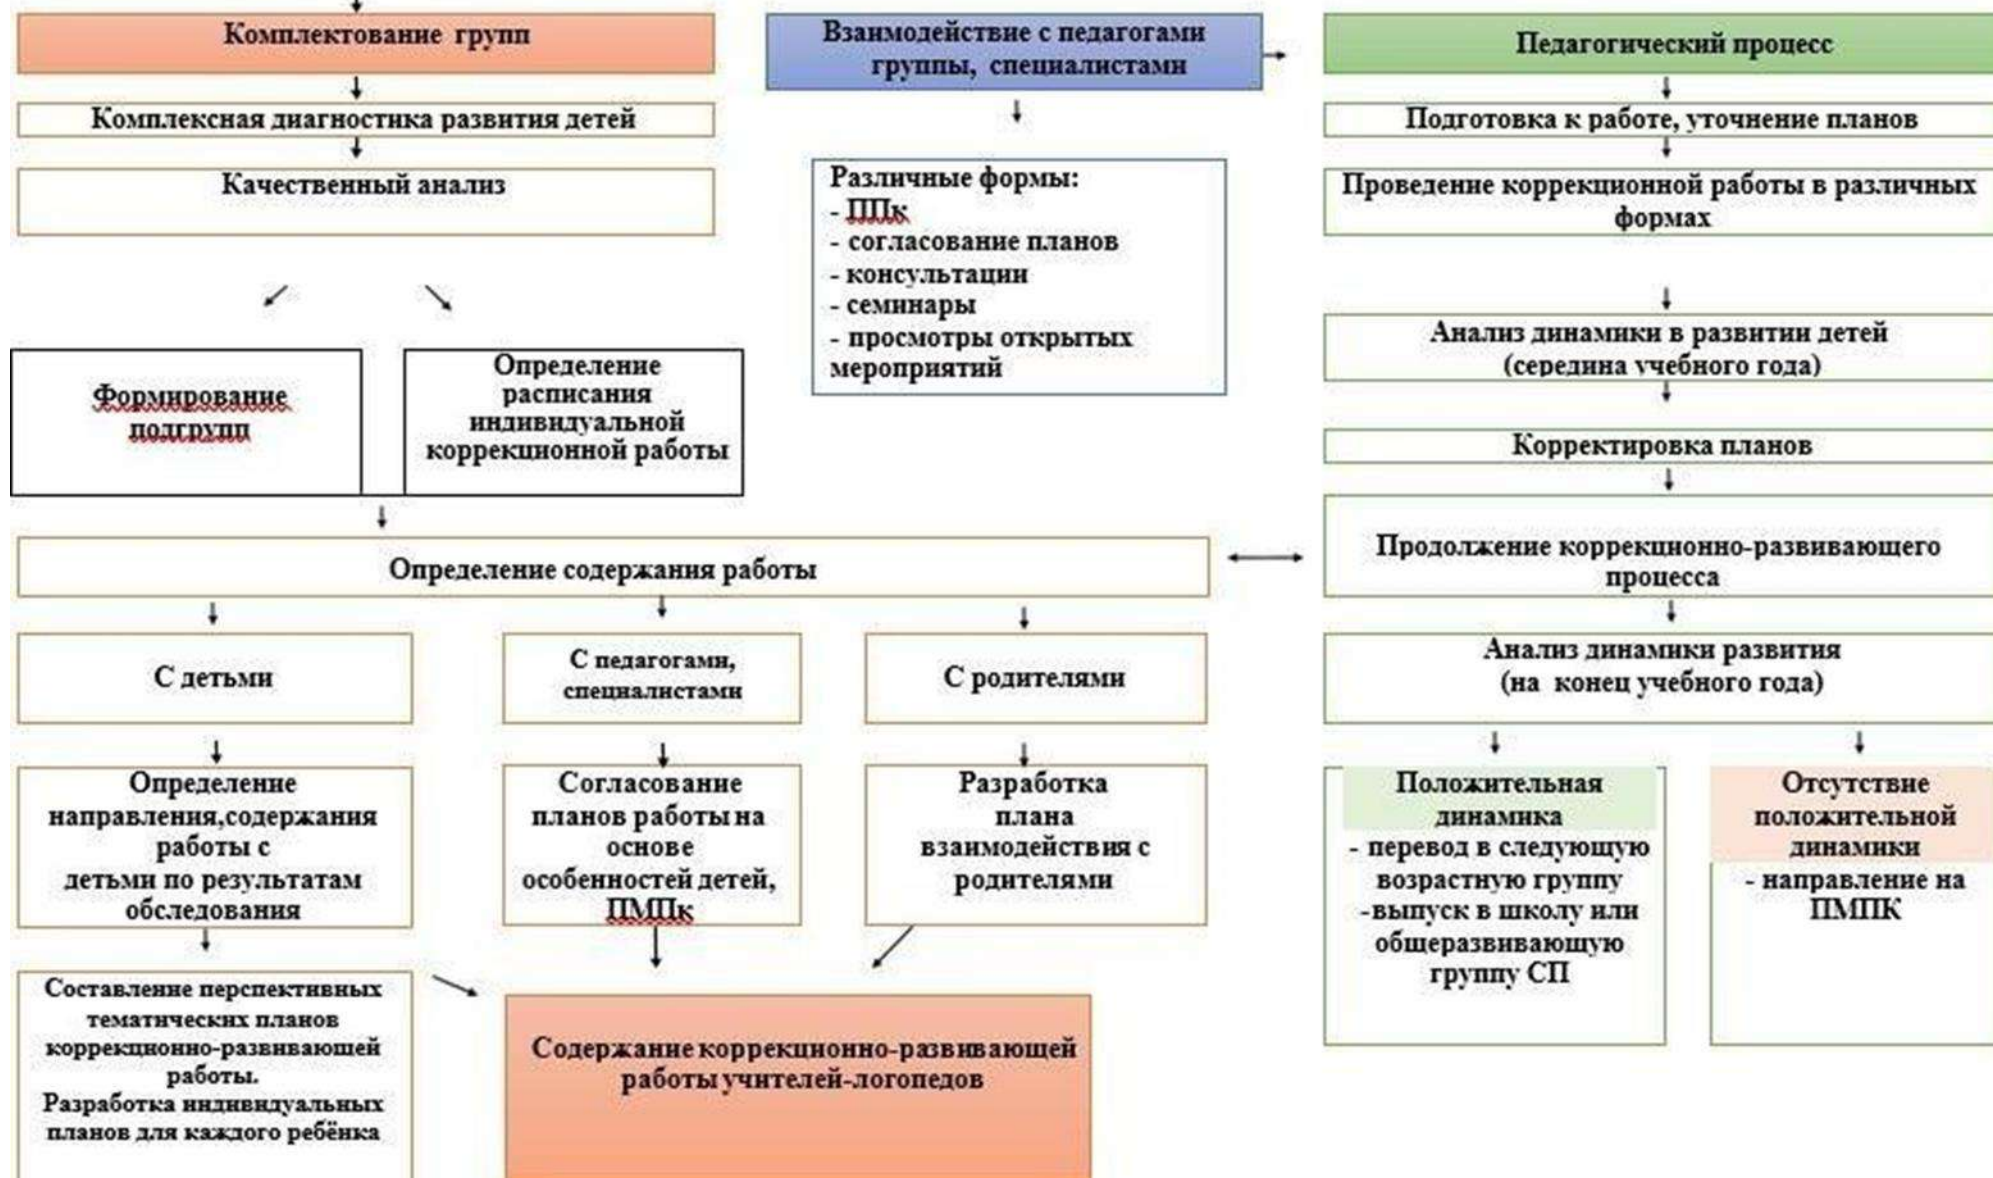 Комплектование групп
Комплексная диагностика развития детей
Качественный анализ
Формирование
подгрупп
Определение
расписания
индивидуальной
коррекционной работы
Взаимодействие с педагогами
группы, специалистами
Различные формы:
- ППк
- согласование планов
- консультации
- семинары
- просмотры открытых
мероприятий
Определение содержания работы
С детьми
Определение
направления,содержания
работы с
детьми по результатам
обследования
Составление перспективных
тематических планов
коррекционно-развивающей
работы.
Разработка индивидуальных
планов для каждого ребёнка
С педагогами,
специалистами
Согласование
планов работы на
основе
особенностей детей,
ПМПк
С родителями
Разработка
плана
взаимодействия с
родителями
Содержание коррекционно-развивающей
работы учителей-логопедов
Педагогический процесс
Подготовка к работе, уточнение планов
Проведение коррекционной работы в различных
формах
Анализ динамики в развитии детей
(середина учебного года)
Корректировка планов
Продолжение коррекционно-развивающего
процесса
Анализ динамики развития
(на конец учебного года)
Положительная
динамика
- перевод в следующую
возрастную группу
-выпуск в школу или
общеразвивающую
группу СП
Отсутствие
положительной
динамики
- направление на
ПМПК